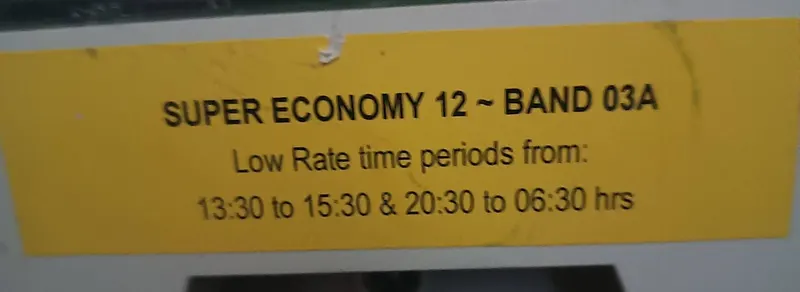 SUPER ECONOMY 12 ~ BAND 03A
Low Rate time periods from:
13:30 to 15:30 & 20:30 to 06:30 hrs